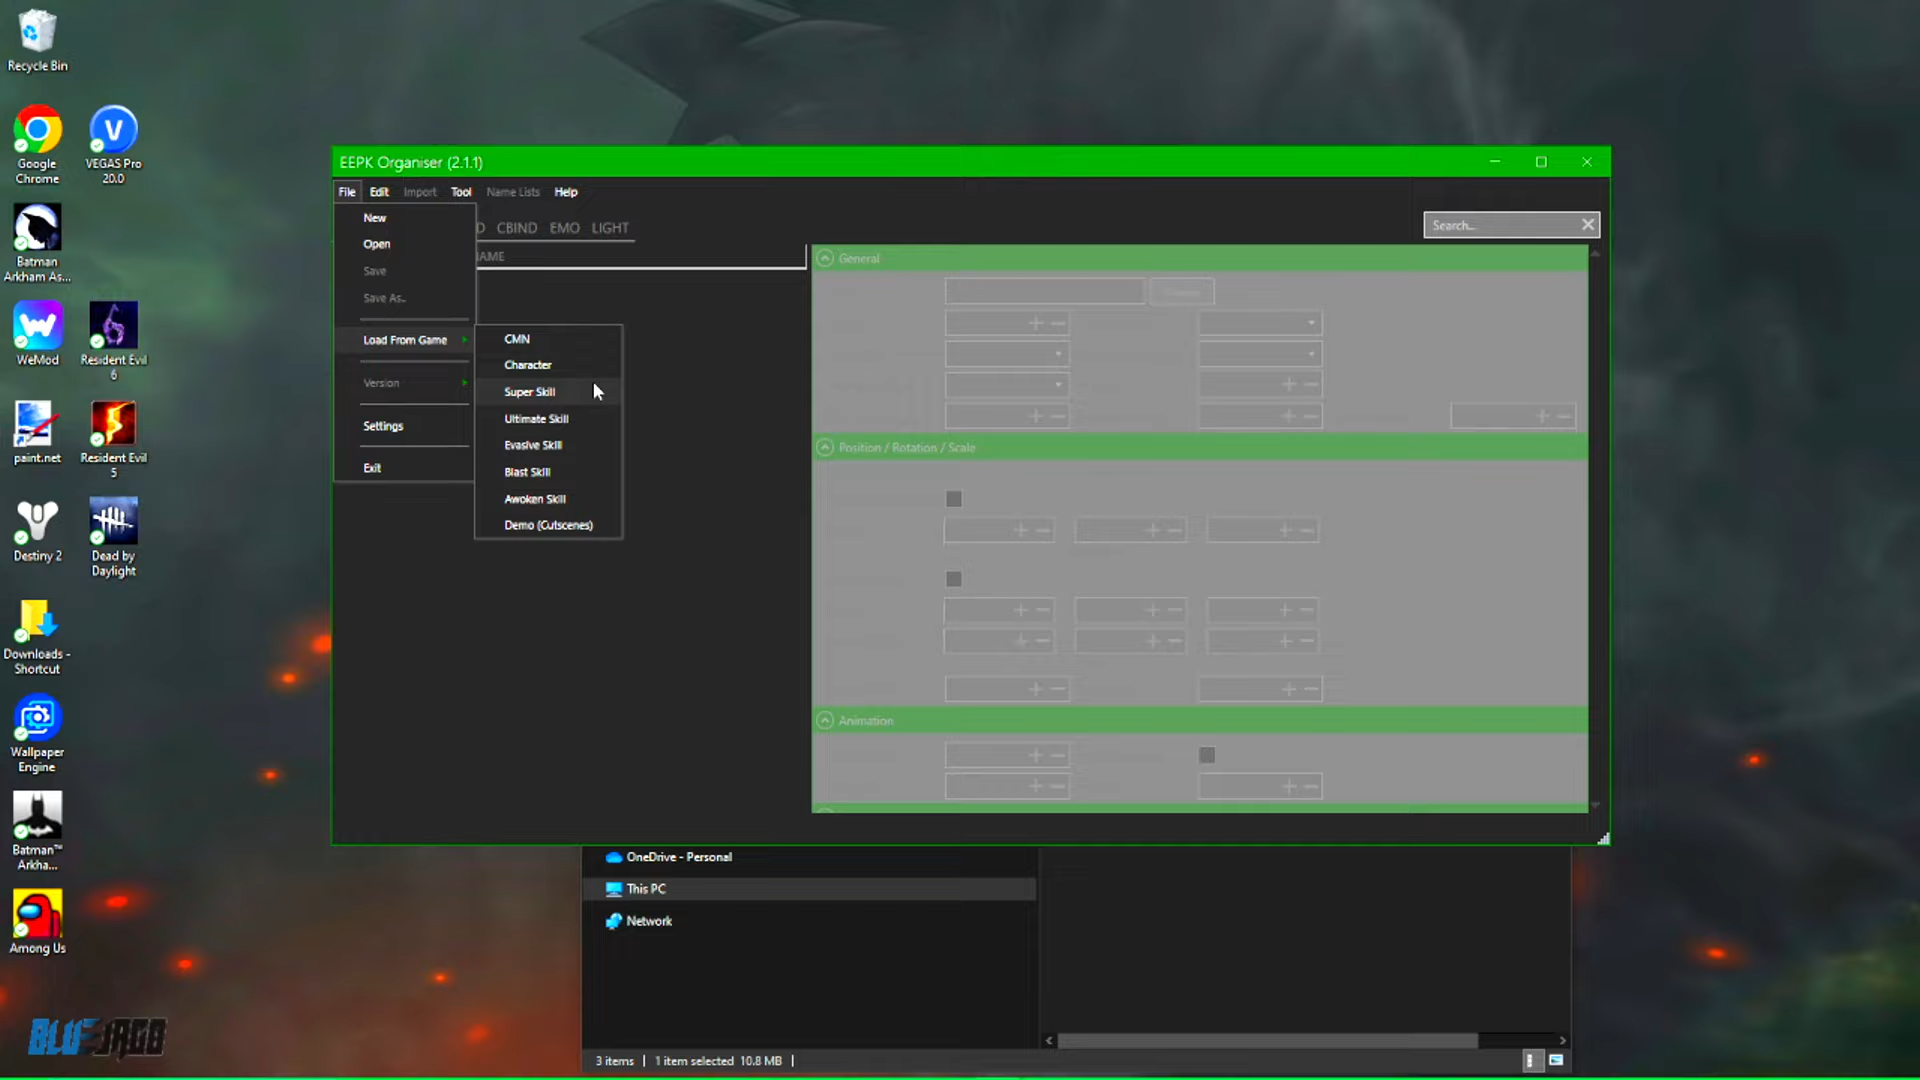 Recycle Bin
Google
Chrome
VEGAS Pro
20.0
Batman
Arkham As...
WeMod
Resident Evil
6
paint.net
Resident Evil
5
Destiny 2
Dead by
Daylight
Downloads -
Shortcut
Wallpaper
Engine
Batman™
Arkha...
Among Us
BLUEJAGO
EEPK Organiser (2.1.1)
File Edit Import Tool Name Lists Help
New
Open
Save
Save As..
Load From Game
Version
Settings
Exit
D CBIND EMO LIGHT
Search...
AME
CMN
Character
Super Skill
Ultimate Skill
Evasive Skill
Blast Skill
Awoken Skill
Demo (Cutscenes)
General
Position / Rotation / Scale
Animation
OneDrive - Personal
This PC
Network
3 items 1 item selected 10.8 MB